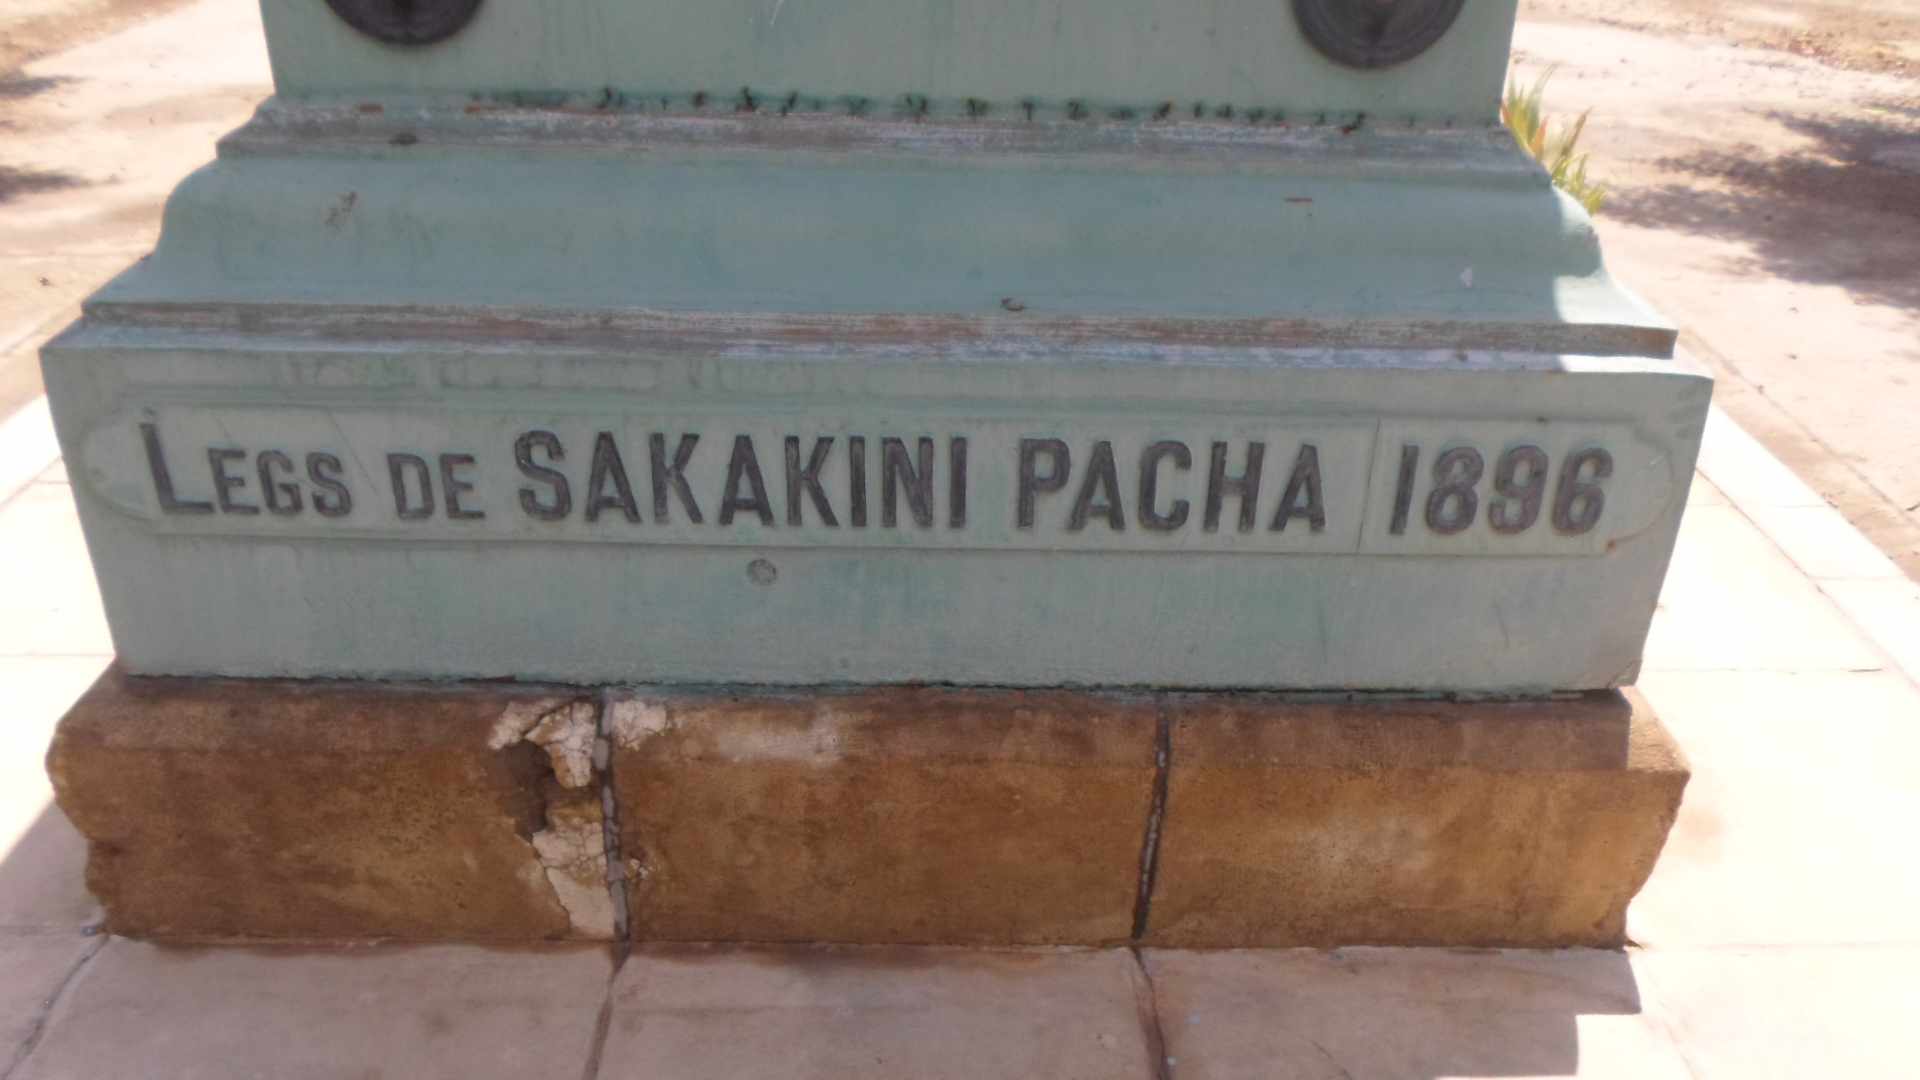 LEGS DE SAKAKINI PACHA 1896